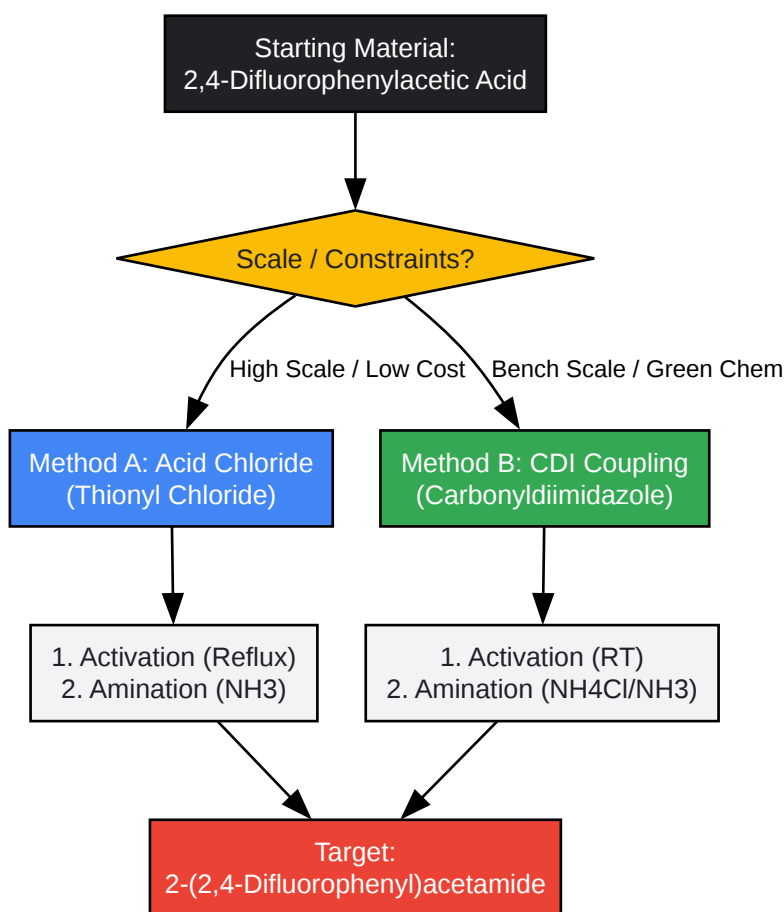 Starting Material:
2,4-Difluorophenylacetic Acid
Scale / Constraints?
High Scale / Low Cost
Bench Scale / Green Chem
Method A: Acid Chloride
(Thionyl Chloride)
Method B: CDI Coupling
(Carbonyldiimidazole)
1. Activation (Reflux)
2. Amination (NH3)
1. Activation (RT)
2. Amination (NH4Cl/NH3)
Target:
2-(2,4-Difluorophenyl)acetamide